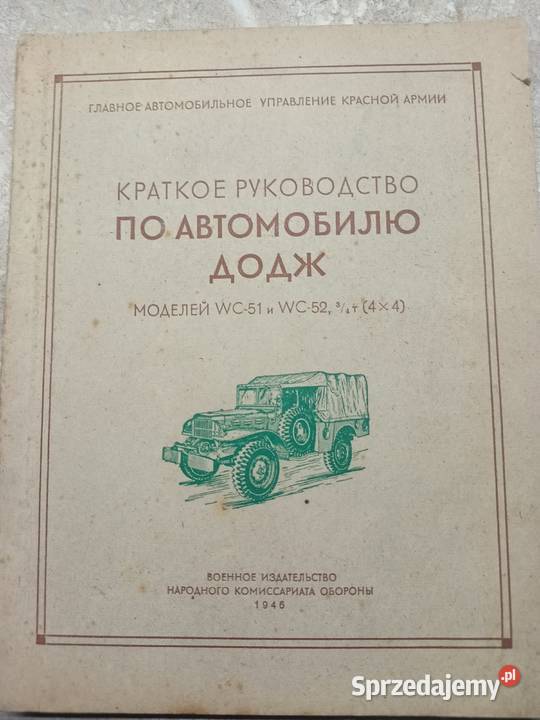 ГЛАВНОЕ АВТОМОБИЛЬНОЕ УПРАВЛЕНИЕ КРАСНОЙ АРМИИ
КРАТКОЕ РУКОВОДСТВО
ПО АВТОМОБИЛЮ
ДОДЖ
МОДЕЛЕЙ WC-51 и WC-52, ³/₄ т (4×4)
ВОЕННОЕ ИЗДАТЕЛЬСТВО
НАРОДНОГО КОМИССАРИАТА ОБОРОНЫ
1946
Sprzedajemy.pl